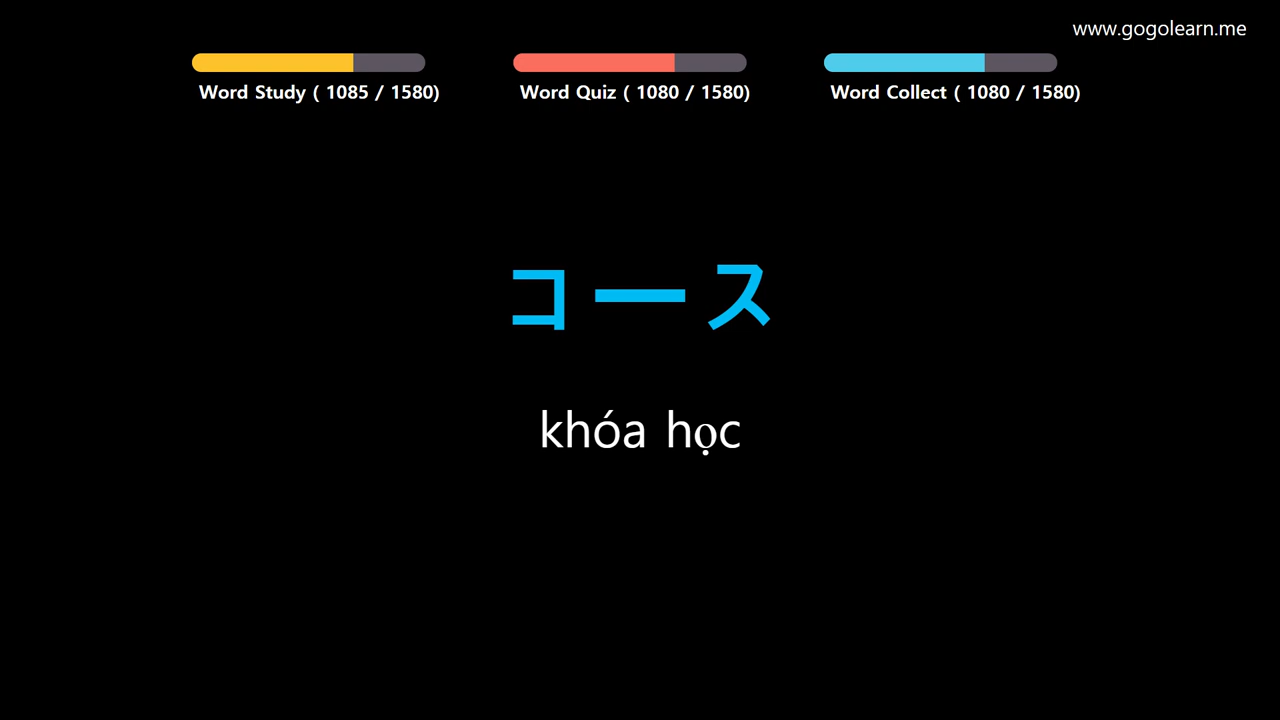 www.gogolearn.me
Word Study ( 1085 / 1580)
Word Quiz ( 1080 / 1580)
Word Collect ( 1080 / 1580)
コース
khóa học